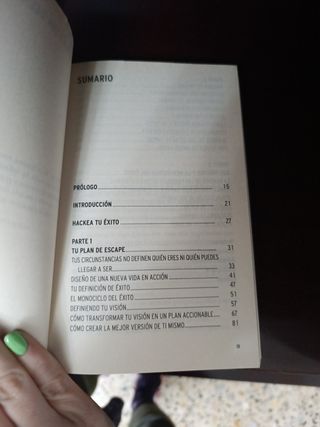 SUMARIO
PRÓLOGO 15
INTRODUCCIÓN 21
HACKEA TU ÉXITO 27
PARTE 1
TU PLAN DE ESCAPE 31
TUS CIRCUNSTANCIAS NO DEFINEN QUIÉN ERES NI QUIÉN PUEDES
LLEGAR A SER 33
DISEÑO DE UNA NUEVA VIDA EN ACCIÓN 41
TU DEFINICIÓN DE ÉXITO 47
EL MONOCICLO DEL ÉXITO 51
DEFINIENDO TU VISIÓN 57
CÓMO TRANSFORMAR TU VISIÓN EN UN PLAN ACCIONABLE 67
CÓMO CREAR LA MEJOR VERSIÓN DE TI MISMO 81